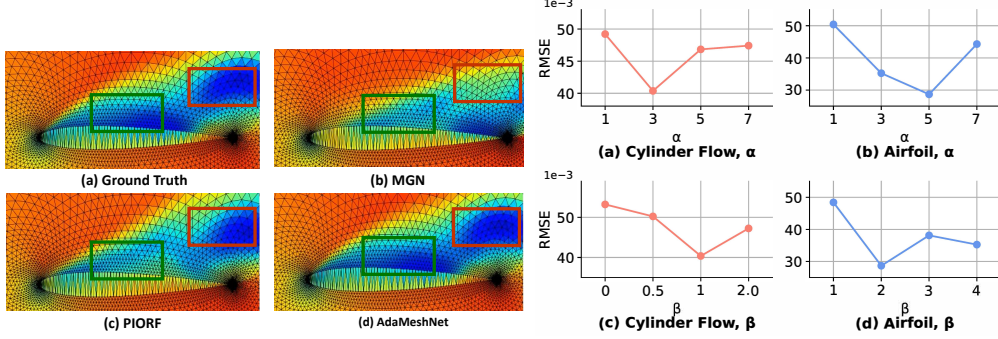 (a) Ground Truth
(b) MGN
(c) PIORF
(d) AdaMeshNet
1e−3
RMSE
50
45
40
1 3 5 7
α
(a) Cylinder Flow, α
50
40
30
1 3 5 7
α
(b) Airfoil, α
1e−3
RMSE
50
40
0 0.5 1 2.0
β
(c) Cylinder Flow, β
50
40
30
1 2 3 4
β
(d) Airfoil, β